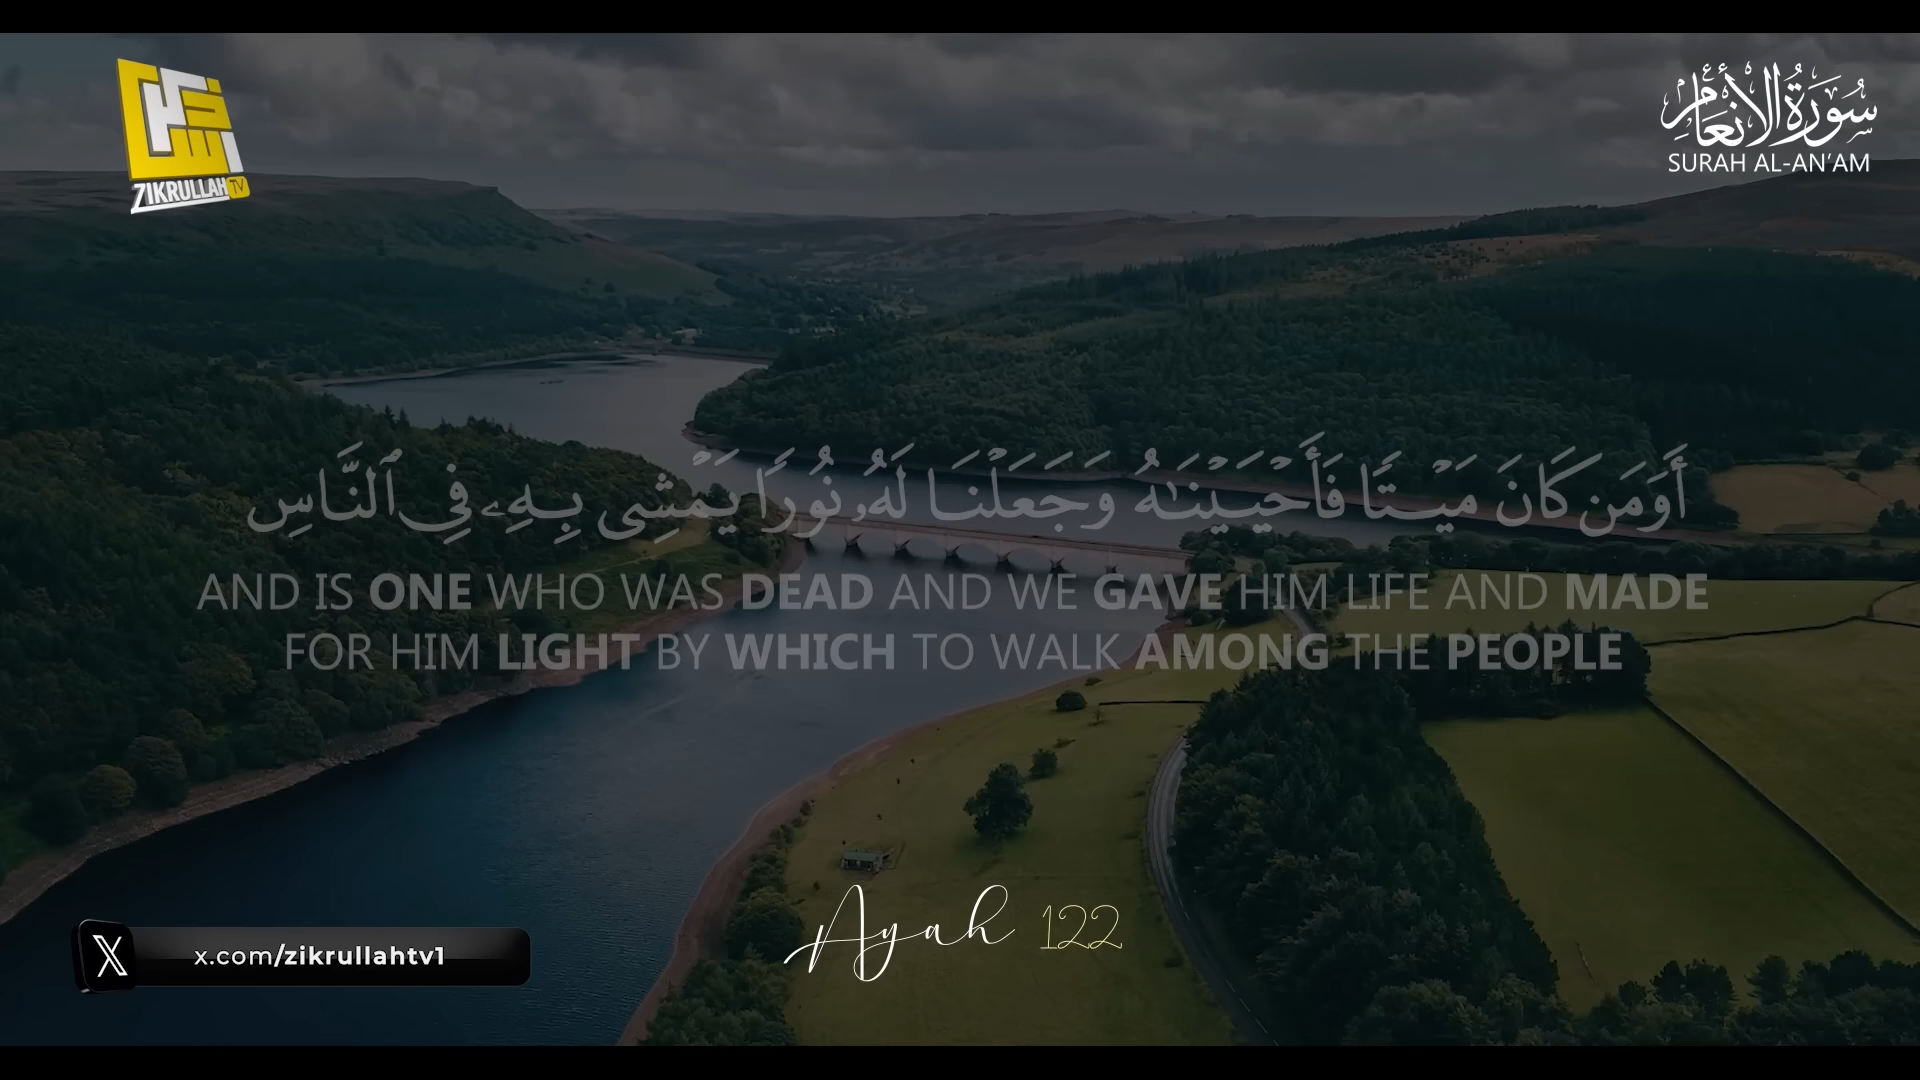 ZIKRULLAH TV
سُورَةُ الْأَنْعَامِ
SURAH AL-AN'AM
أَوَمَن كَانَ مَيْتًا فَأَحْيَيْنَٰهُ وَجَعَلْنَا لَهُۥ نُورًا يَمْشِى بِهِۦ فِى ٱلنَّاسِ
AND IS ONE WHO WAS DEAD AND WE GAVE HIM LIFE AND MADE
FOR HIM LIGHT BY WHICH TO WALK AMONG THE PEOPLE
Ayah 122
x.com/zikrullahtv1